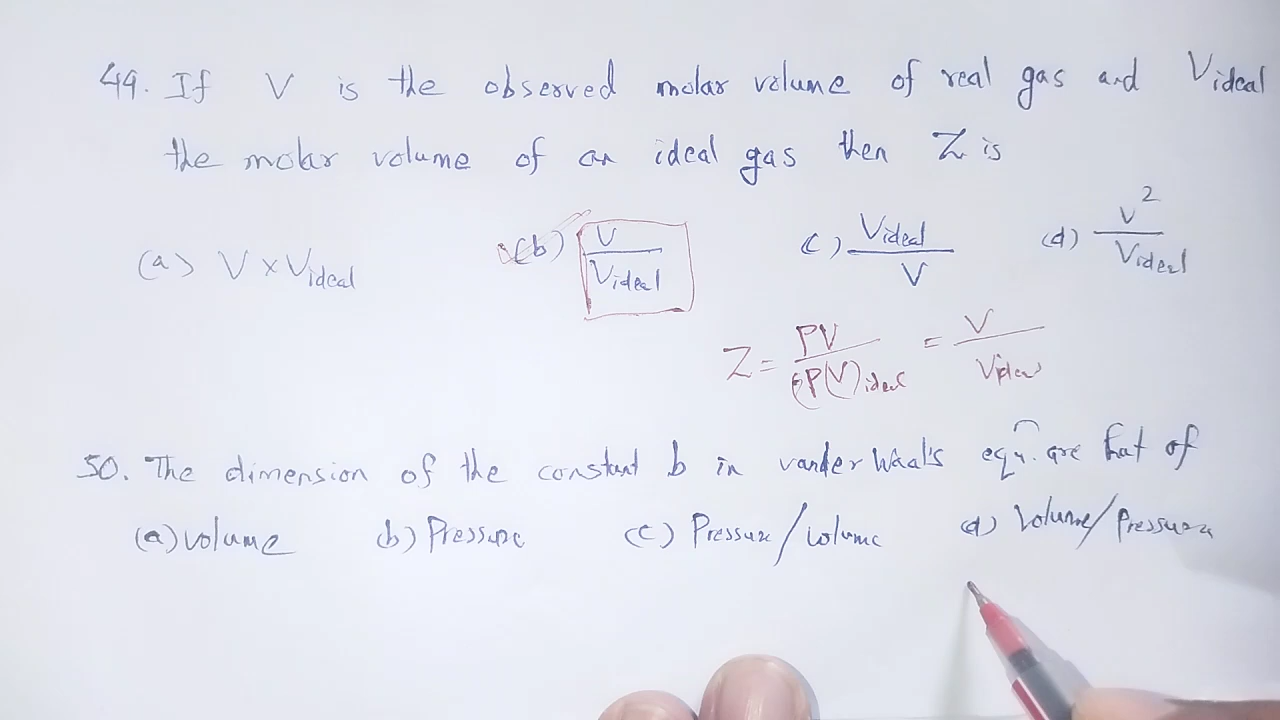 49. If V is the observed molar volume of real gas and Videal
the molar volume of an ideal gas then Z is
(a) V x Videal (b) V / Videal (c) Videal / V (d) V² / Videal
Z = PV / P(V)ideal = V / Videal
50. The dimension of the constant b in vander Waal's equn. are that of
(a) volume (b) Pressure (c) Pressure/volume (d) Volume/Pressure